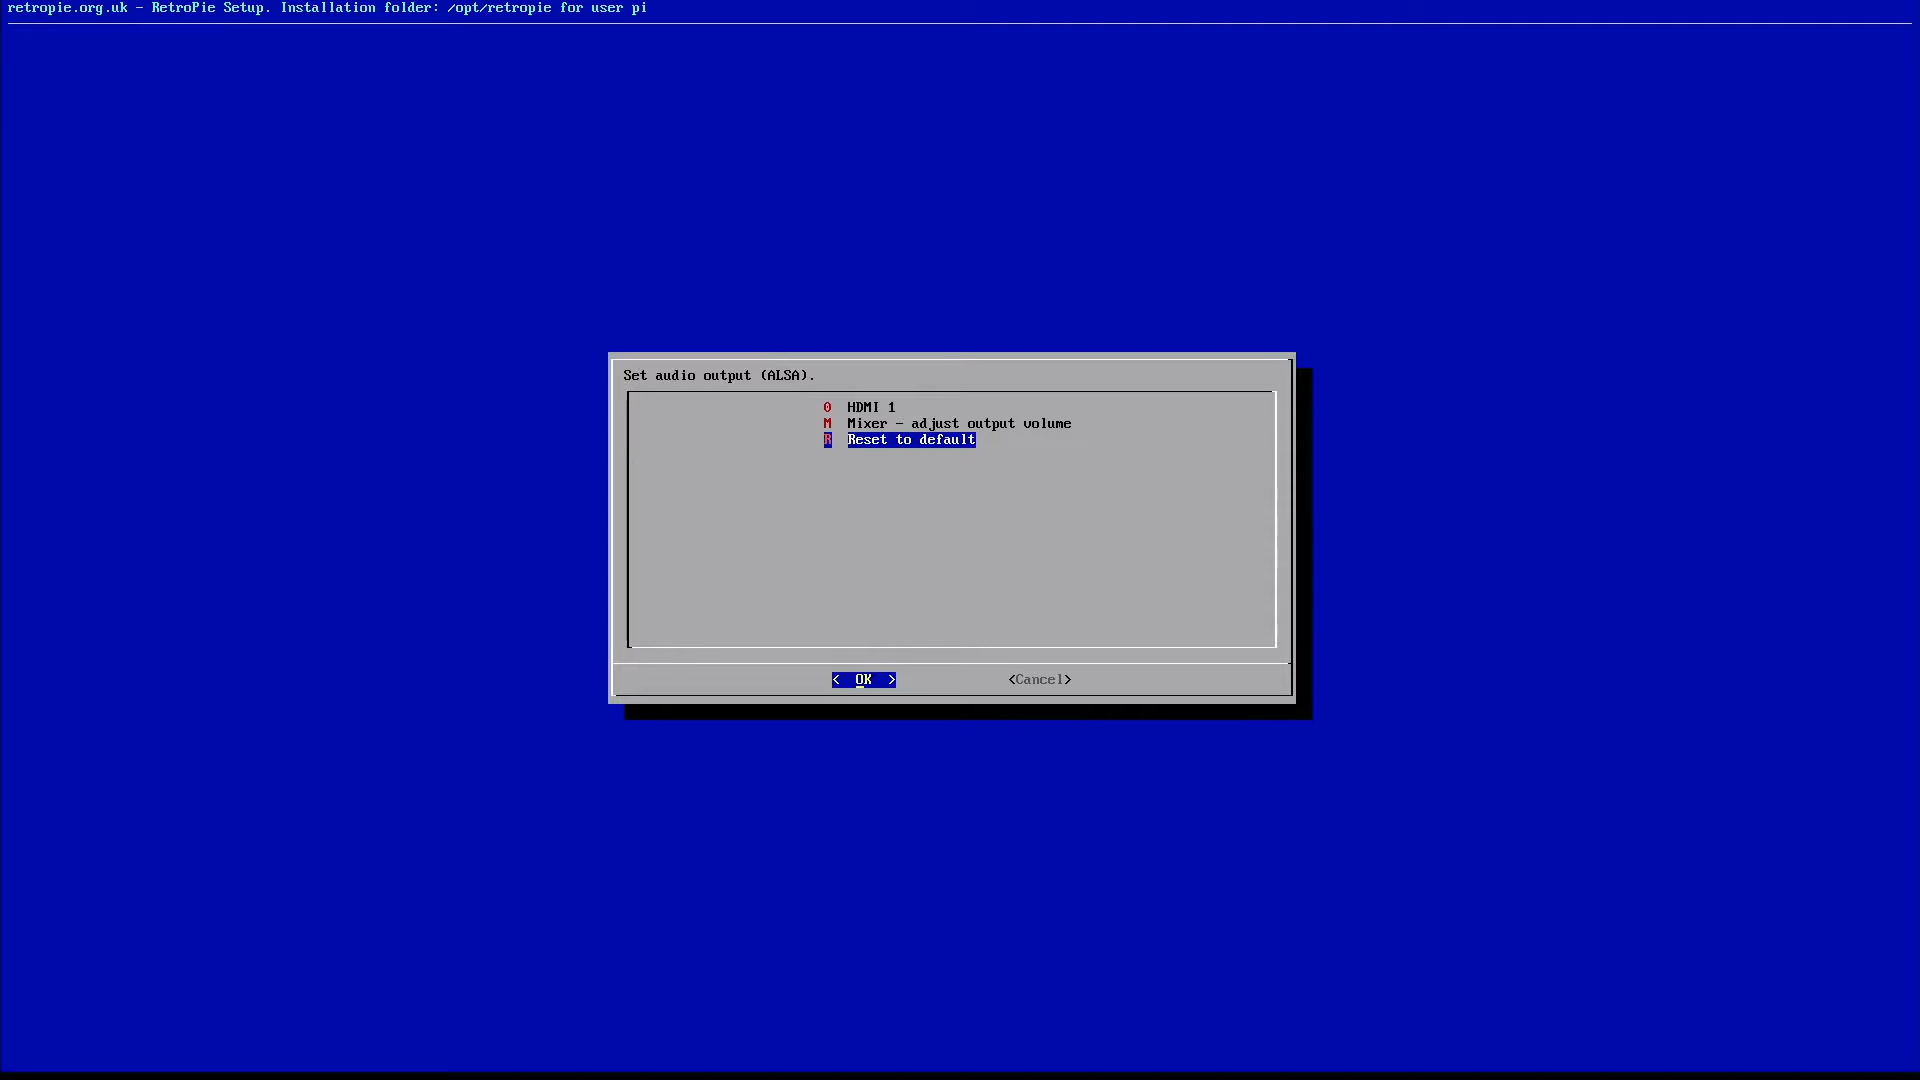 retropie.org.uk - RetroPie Setup. Installation folder: /opt/retropie for user pi
Set audio output (ALSA).
0 HDMI 1
M Mixer - adjust output volume
R Reset to default
< OK > <Cancel>